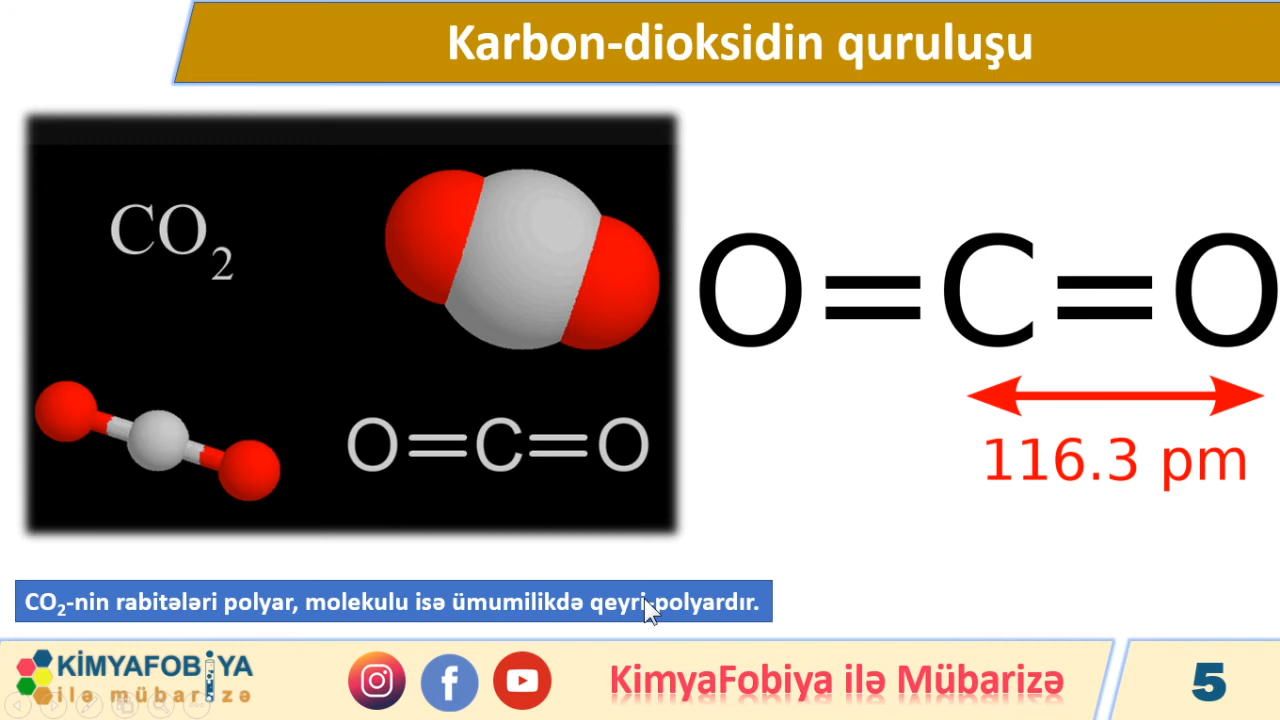 Karbon-dioksidin quruluşu
CO₂
O=C=O
O=C=O
116.3 pm
CO₂-nin rabitələri polyar, molekulu isə ümumilikdə qeyri-polyardır.
KİMYAFOBİYA
ilə mübarizə
KimyaFobiya ilə Mübarizə
5